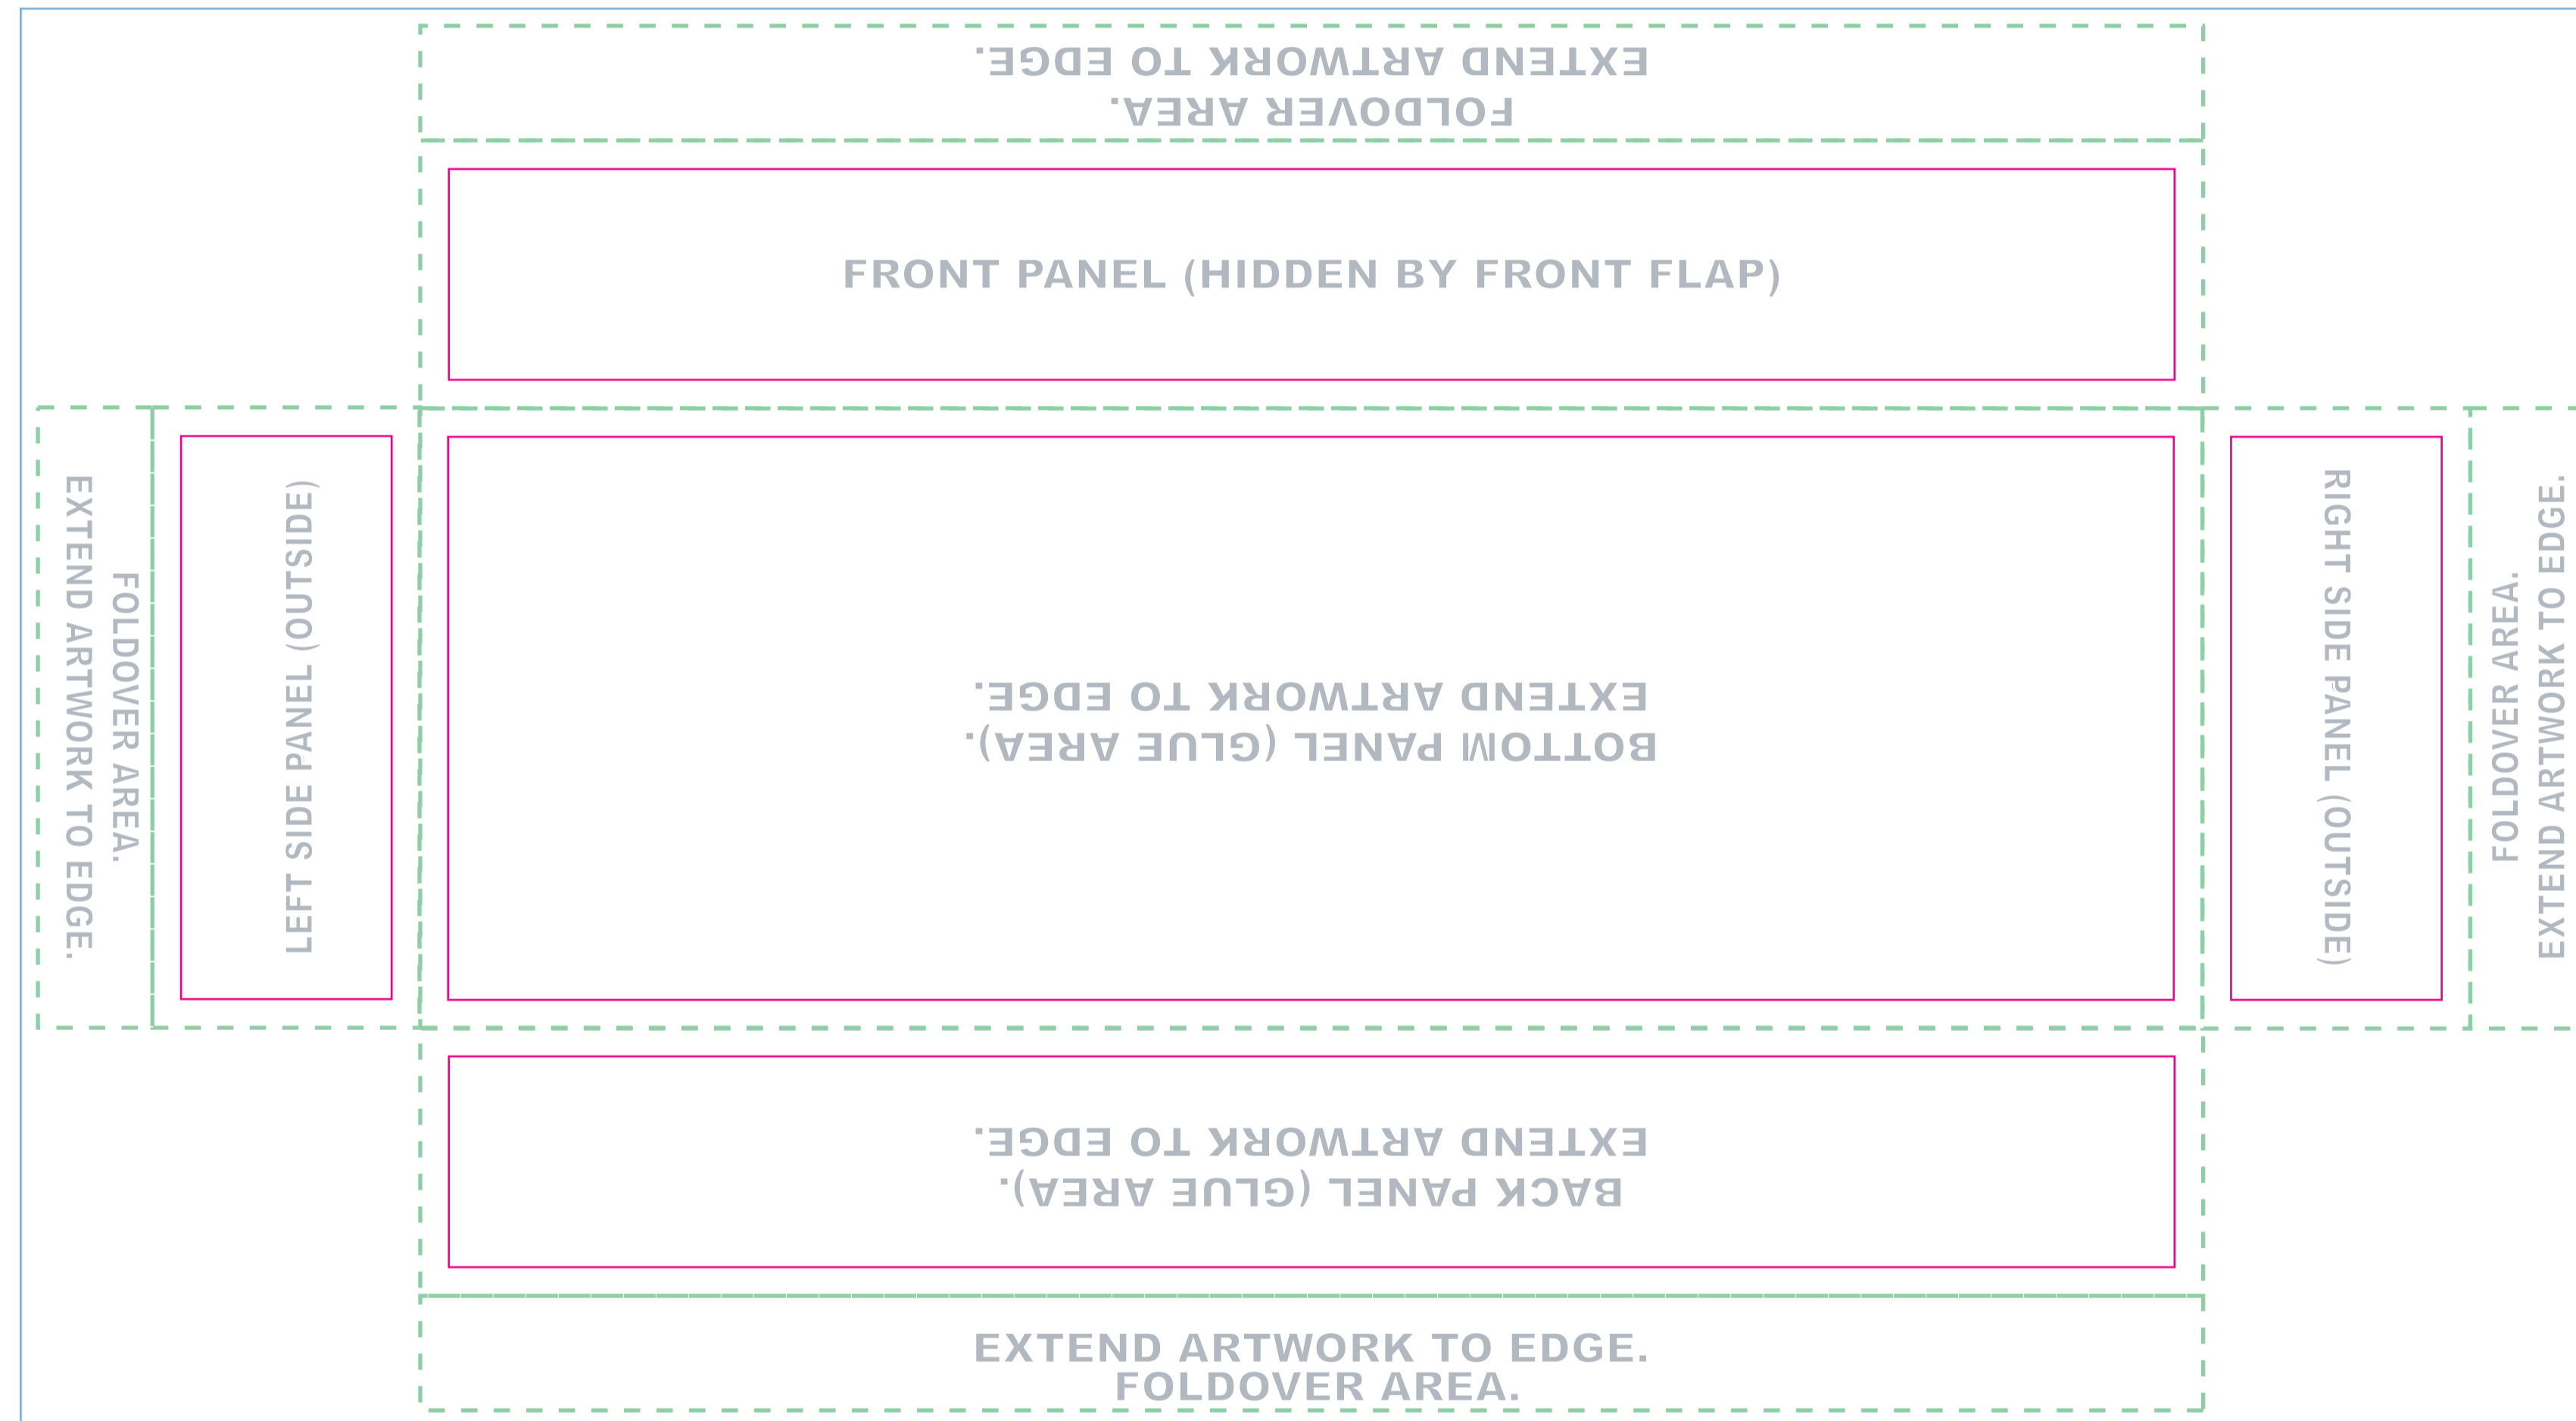 FOLDOVER AREA.
EXTEND ARTWORK TO EDGE.
FRONT PANEL (HIDDEN BY FRONT FLAP)
FOLDOVER AREA.
EXTEND ARTWORK TO EDGE.
LEFT SIDE PANEL (OUTSIDE)
BOTTOM PANEL (GLUE AREA).
EXTEND ARTWORK TO EDGE.
RIGHT SIDE PANEL (OUTSIDE)
FOLDOVER AREA.
EXTEND ARTWORK TO EDGE.
BACK PANEL (GLUE AREA).
EXTEND ARTWORK TO EDGE.
EXTEND ARTWORK TO EDGE.
FOLDOVER AREA.